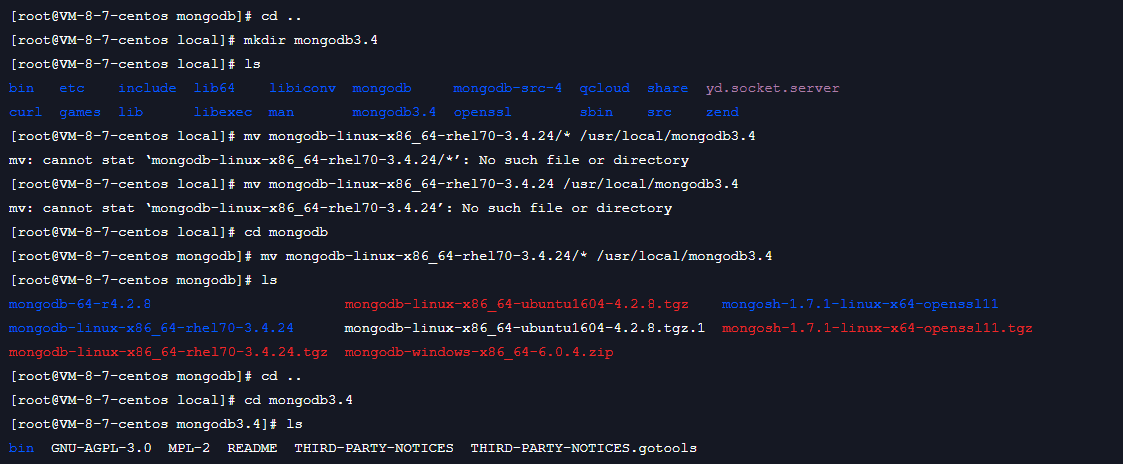 [root@VM-8-7-centos mongodb]# cd ..
[root@VM-8-7-centos local]# mkdir mongodb3.4
[root@VM-8-7-centos local]# ls
bin   etc    include  lib64    libiconv  mongodb     mongodb-src-4  qcloud  share  yd.socket.server
curl  games  lib      libexec  man       mongodb3.4  openssl        sbin    src    zend
[root@VM-8-7-centos local]# mv mongodb-linux-x86_64-rhel70-3.4.24/* /usr/local/mongodb3.4
mv: cannot stat ‘mongodb-linux-x86_64-rhel70-3.4.24/*’: No such file or directory
[root@VM-8-7-centos local]# mv mongodb-linux-x86_64-rhel70-3.4.24 /usr/local/mongodb3.4
mv: cannot stat ‘mongodb-linux-x86_64-rhel70-3.4.24’: No such file or directory
[root@VM-8-7-centos local]# cd mongodb
[root@VM-8-7-centos mongodb]# mv mongodb-linux-x86_64-rhel70-3.4.24/* /usr/local/mongodb3.4
[root@VM-8-7-centos mongodb]# ls
mongodb-64-r4.2.8                       mongodb-linux-x86_64-ubuntu1604-4.2.8.tgz    mongosh-1.7.1-linux-x64-openssl11
mongodb-linux-x86_64-rhel70-3.4.24      mongodb-linux-x86_64-ubuntu1604-4.2.8.tgz.1  mongosh-1.7.1-linux-x64-openssl11.tgz
mongodb-linux-x86_64-rhel70-3.4.24.tgz  mongodb-windows-x86_64-6.0.4.zip
[root@VM-8-7-centos mongodb]# cd ..
[root@VM-8-7-centos local]# cd mongodb3.4
[root@VM-8-7-centos mongodb3.4]# ls
bin  GNU-AGPL-3.0  MPL-2  README  THIRD-PARTY-NOTICES  THIRD-PARTY-NOTICES.gotools